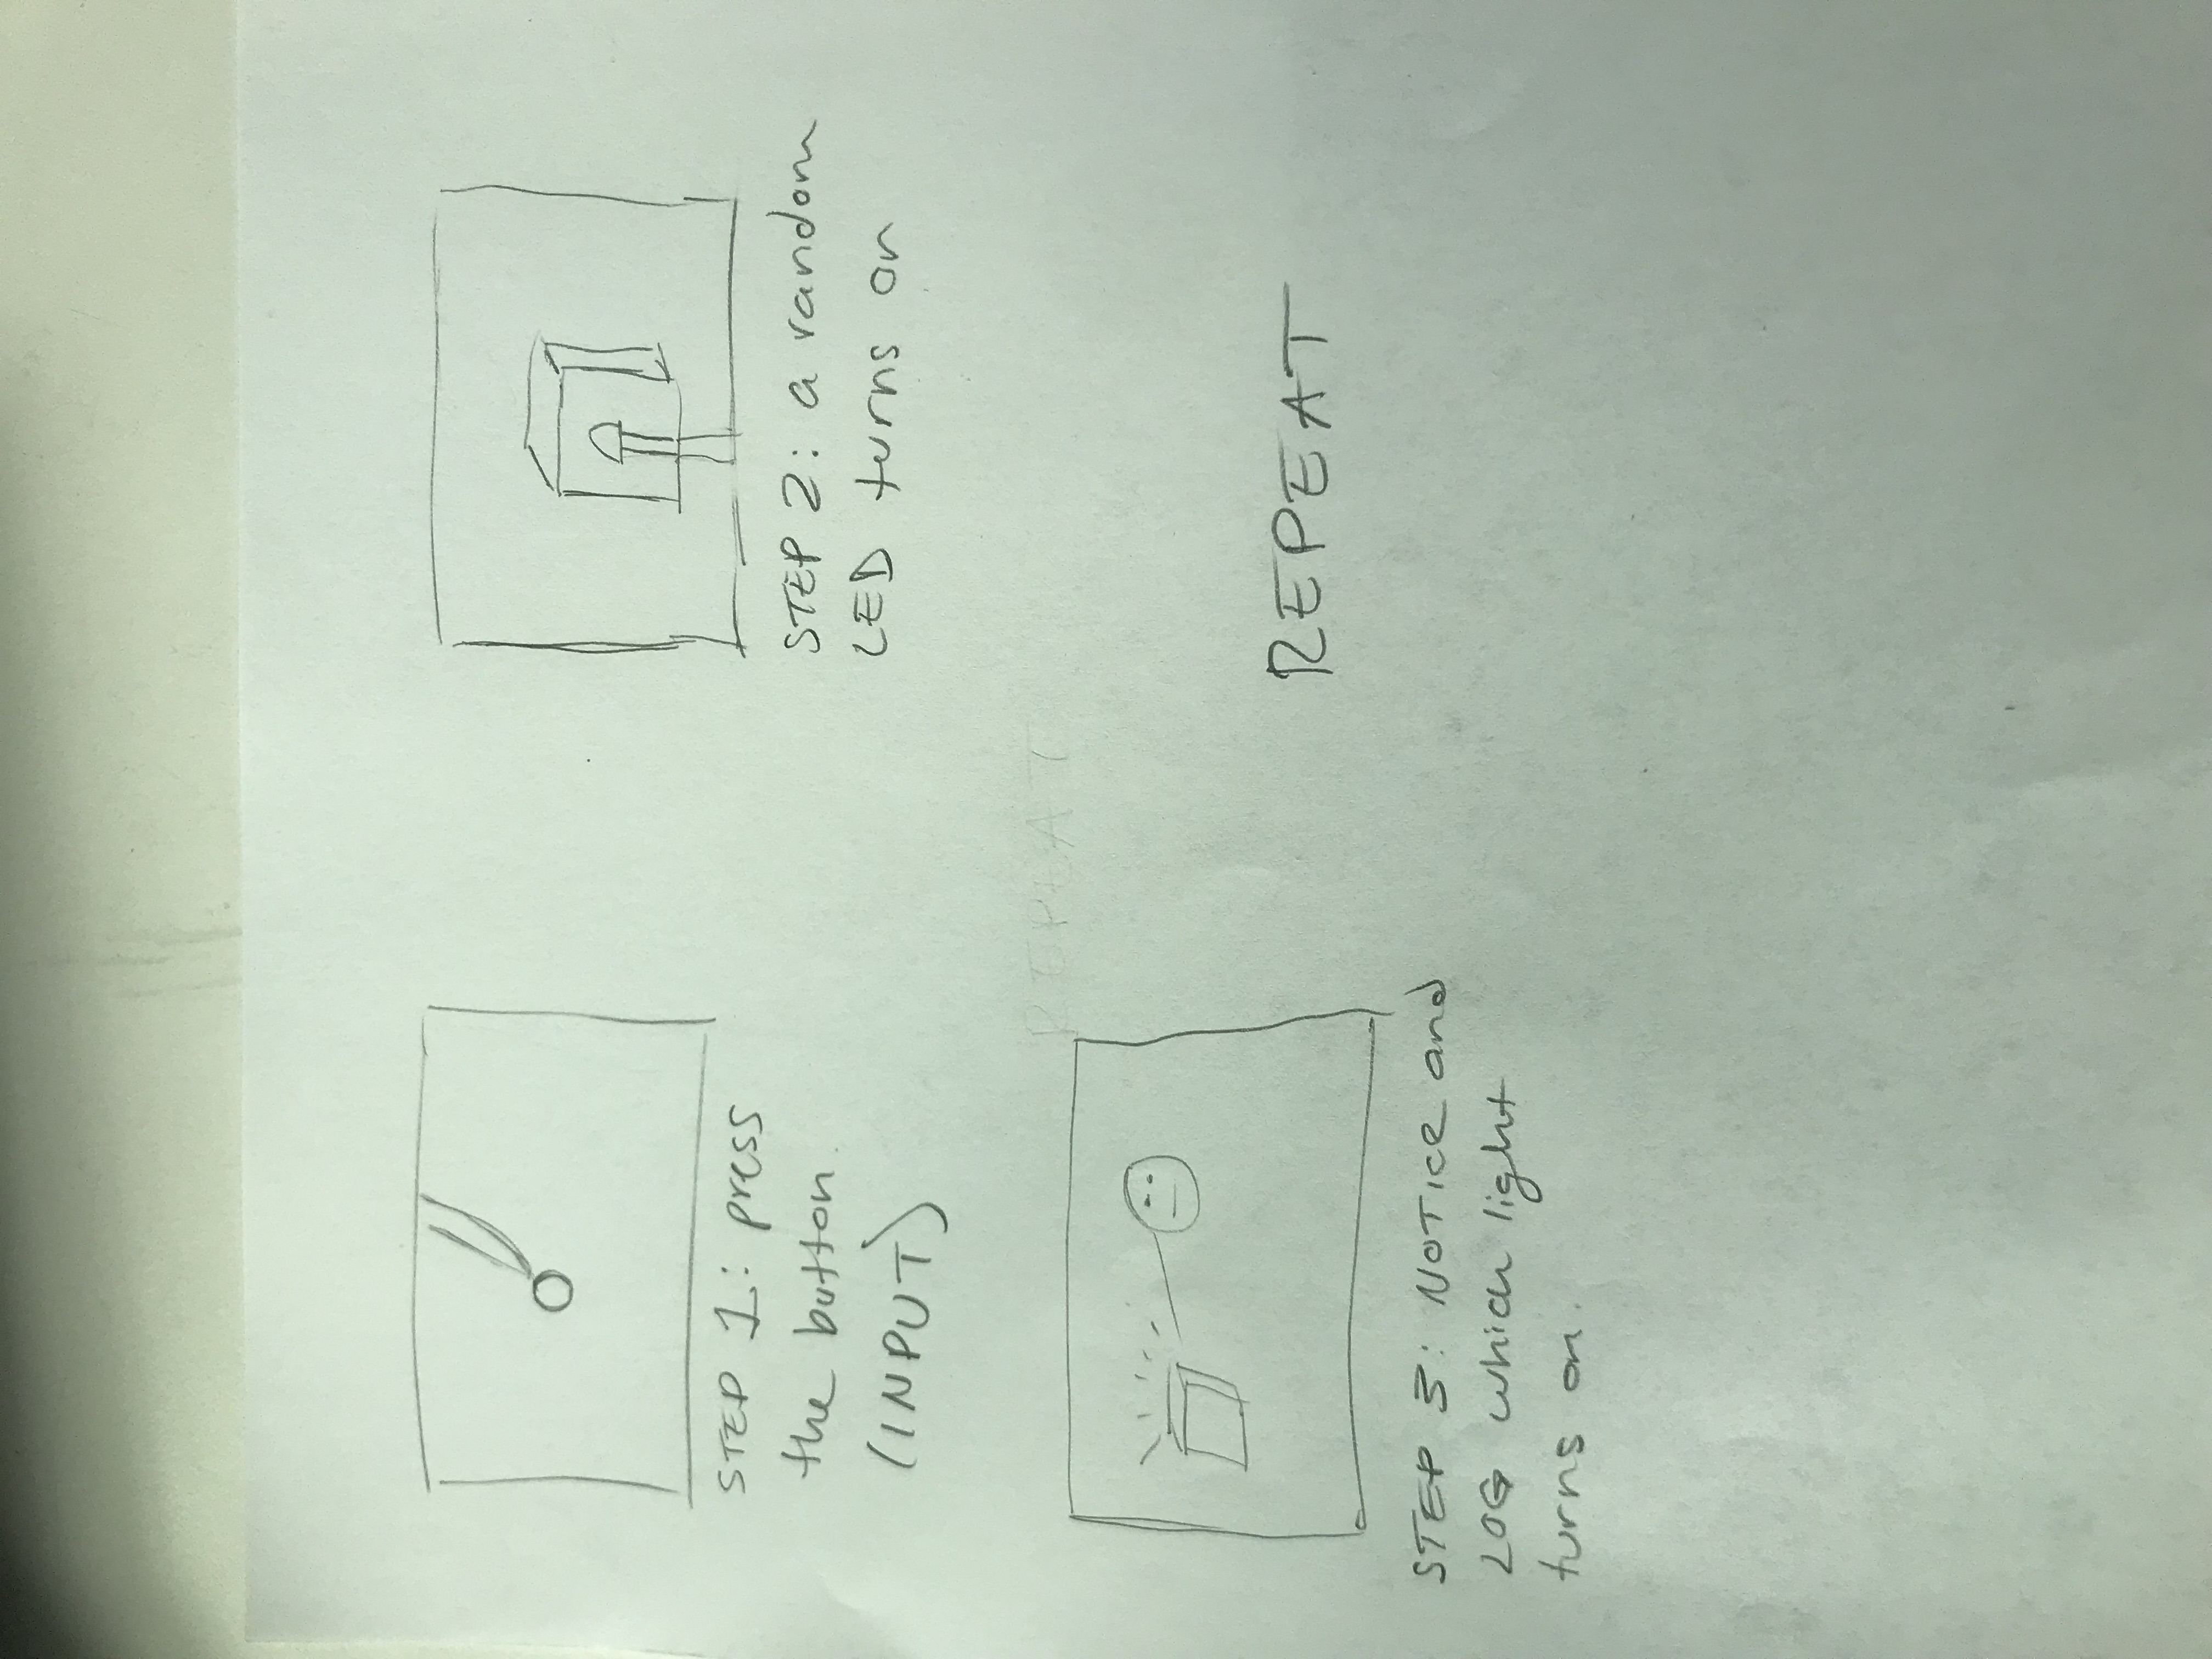 STEP 1: press
the button.
(INPUT)
STEP 2: a random
LED turns on
REPEAT
STEP 3: NOTICE and
LOG which light
turns on.
REPEAT